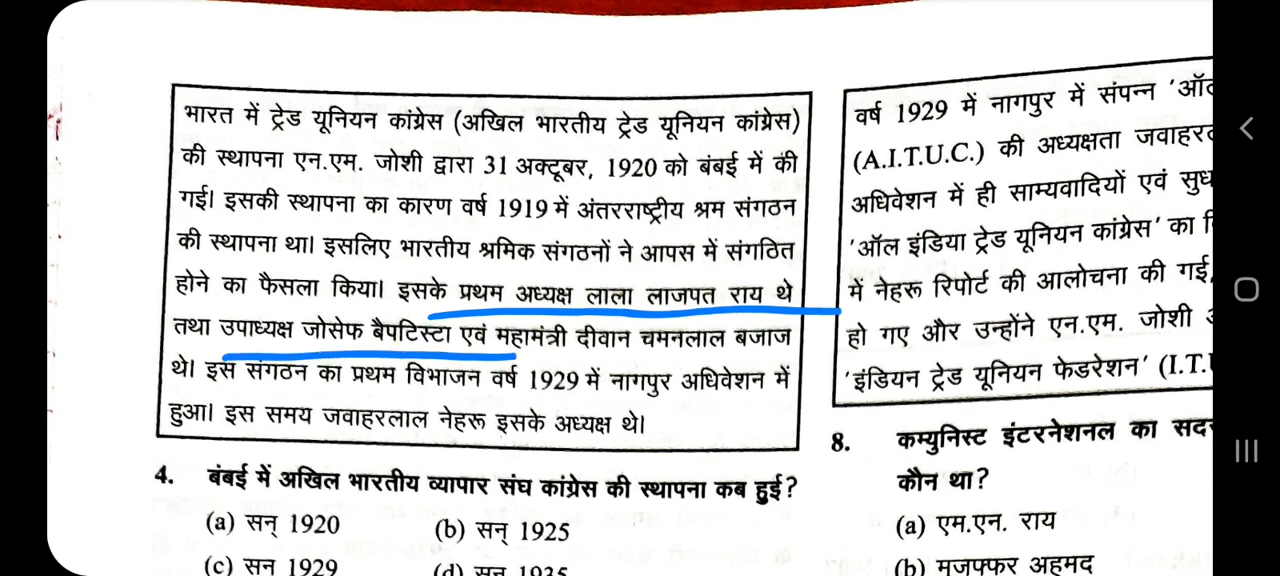 भारत में ट्रेड यूनियन कांग्रेस (अखिल भारतीय ट्रेड यूनियन कांग्रेस)
की स्थापना एन.एम. जोशी द्वारा 31 अक्टूबर, 1920 को बंबई में की
गई। इसकी स्थापना का कारण वर्ष 1919 में अंतरराष्ट्रीय श्रम संगठन
की स्थापना था। इसलिए भारतीय श्रमिक संगठनों ने आपस में संगठित
होने का फैसला किया। इसके प्रथम अध्यक्ष लाला लाजपत राय थे
तथा उपाध्यक्ष जोसेफ बैपटिस्टा एवं महामंत्री दीवान चमनलाल बजाज
थे। इस संगठन का प्रथम विभाजन वर्ष 1929 में नागपुर अधिवेशन में
हुआ। इस समय जवाहरलाल नेहरू इसके अध्यक्ष थे।
4. बंबई में अखिल भारतीय व्यापार संघ कांग्रेस की स्थापना कब हुई?
(a) सन् 1920 (b) सन् 1925
(c) सन् 1929 (d) सन् 1935
वर्ष 1929 में नागपुर में संपन्न 'ऑल
(A.I.T.U.C.) की अध्यक्षता जवाहरल
अधिवेशन में ही साम्यवादियों एवं सुध
'ऑल इंडिया ट्रेड यूनियन कांग्रेस' का
में नेहरू रिपोर्ट की आलोचना की गई,
हो गए और उन्होंने एन.एम. जोशी
'इंडियन ट्रेड यूनियन फेडरेशन' (I.T.U
8. कम्युनिस्ट इंटरनेशनल का सदस
कौन था?
(a) एम.एन. राय
(b) मुजफ्फर अहमद